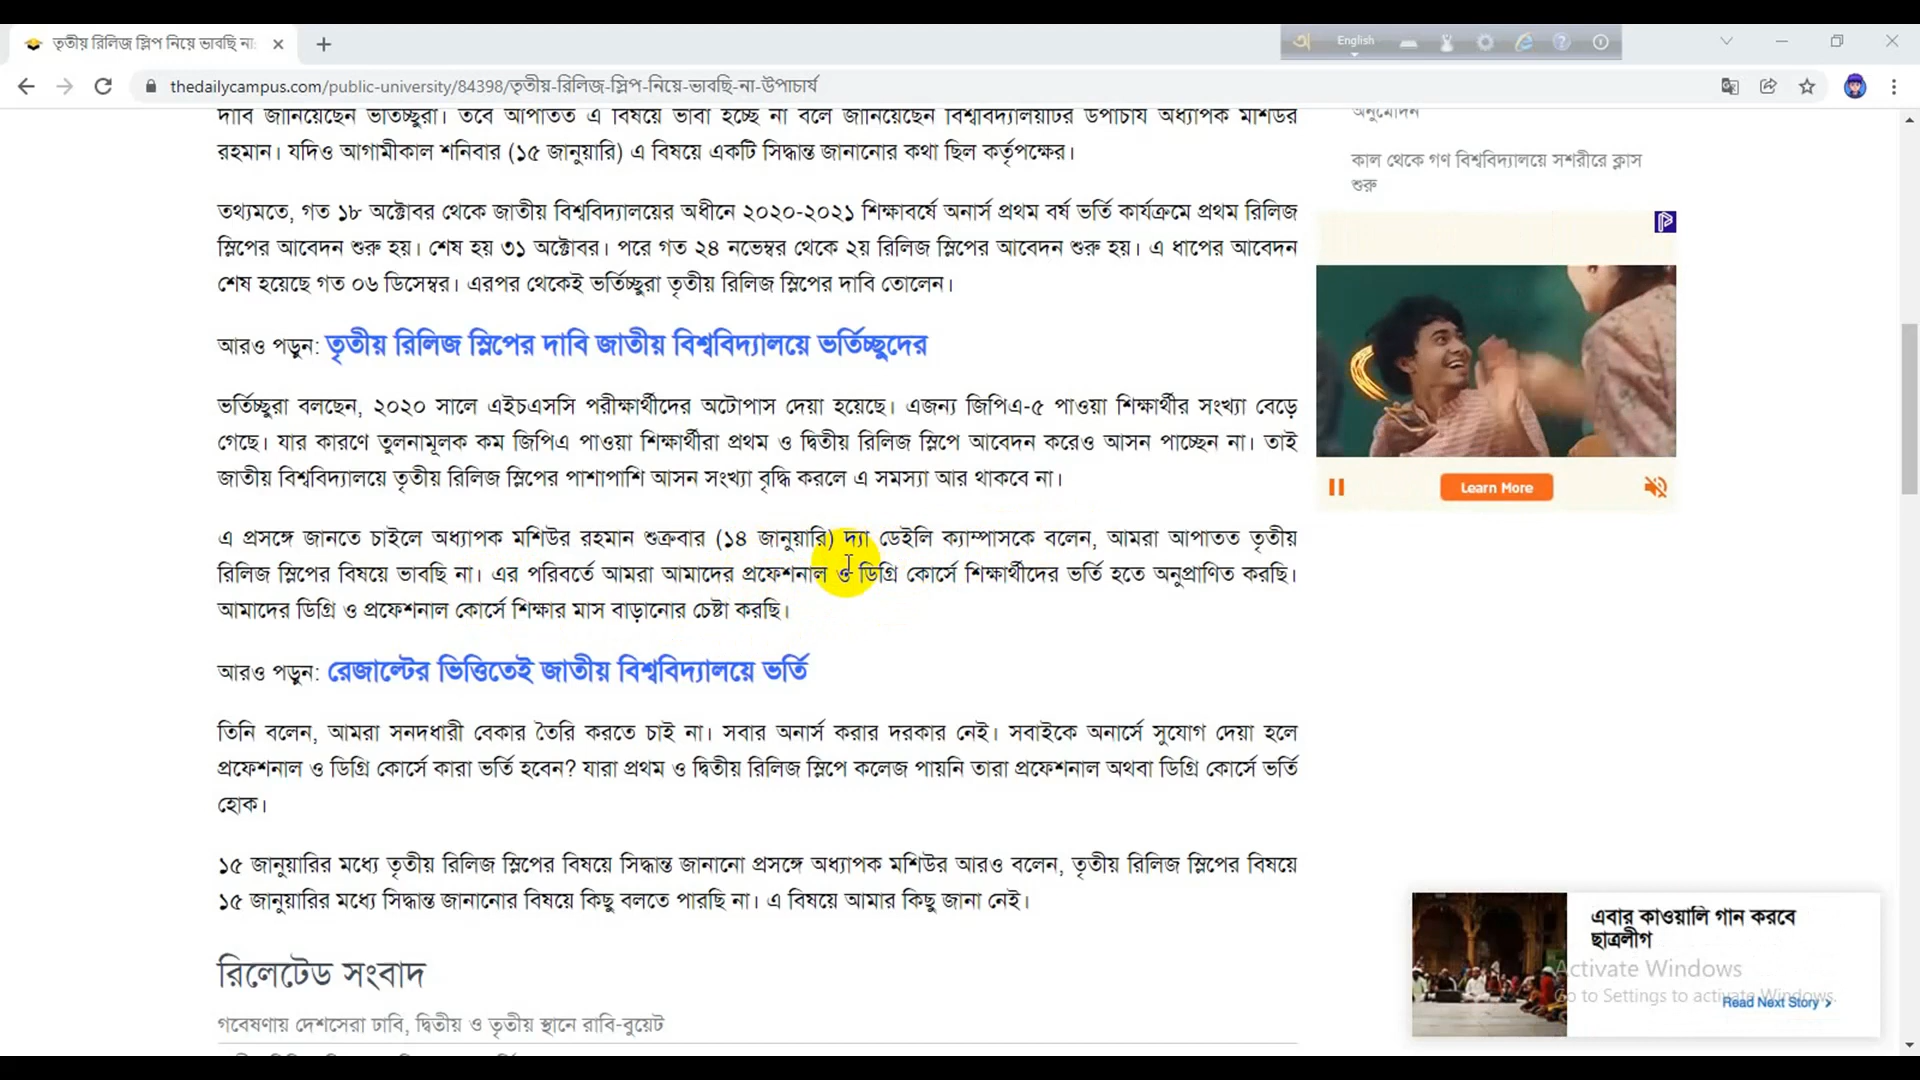 তৃতীয় রিলিজ স্লিপ নিয়ে ভাবছি না:
English
thedailycampus.com/public-university/84398/তৃতীয়-রিলিজ-স্লিপ-নিয়ে-ভাবছি-না-উপাচার্য
দাবি জানিয়েছেন ভর্তিচ্ছুরা। তবে আপাতত এ বিষয়ে ভাবা হচ্ছে না বলে জানিয়েছেন বিশ্ববিদ্যালয়টির উপাচার্য অধ্যাপক মশিউর
রহমান। যদিও আগামীকাল শনিবার (১৫ জানুয়ারি) এ বিষয়ে একটি সিদ্ধান্ত জানানোর কথা ছিল কর্তৃপক্ষের।
তথ্যমতে, গত ১৮ অক্টোবর থেকে জাতীয় বিশ্ববিদ্যালয়ের অধীনে ২০২০-২০২১ শিক্ষাবর্ষে অনার্স প্রথম বর্ষ ভর্তি কার্যক্রমে প্রথম রিলিজ
স্লিপের আবেদন শুরু হয়। শেষ হয় ৩১ অক্টোবর। পরে গত ২৪ নভেম্বর থেকে ২য় রিলিজ স্লিপের আবেদন শুরু হয়। এ ধাপের আবেদন
শেষ হয়েছে গত ০৬ ডিসেম্বর। এরপর থেকেই ভর্তিচ্ছুরা তৃতীয় রিলিজ স্লিপের দাবি তোলেন।
আরও পড়ুন: তৃতীয় রিলিজ স্লিপের দাবি জাতীয় বিশ্ববিদ্যালয়ে ভর্তিচ্ছুদের
ভর্তিচ্ছুরা বলছেন, ২০২০ সালে এইচএসসি পরীক্ষার্থীদের অটোপাস দেয়া হয়েছে। এজন্য জিপিএ-৫ পাওয়া শিক্ষার্থীর সংখ্যা বেড়ে
গেছে। যার কারণে তুলনামূলক কম জিপিএ পাওয়া শিক্ষার্থীরা প্রথম ও দ্বিতীয় রিলিজ স্লিপে আবেদন করেও আসন পাচ্ছেন না। তাই
জাতীয় বিশ্ববিদ্যালয়ে তৃতীয় রিলিজ স্লিপের পাশাপাশি আসন সংখ্যা বৃদ্ধি করলে এ সমস্যা আর থাকবে না।
এ প্রসঙ্গে জানতে চাইলে অধ্যাপক মশিউর রহমান শুক্রবার (১৪ জানুয়ারি) দ্যা ডেইলি ক্যাম্পাসকে বলেন, আমরা আপাতত তৃতীয়
রিলিজ স্লিপের বিষয়ে ভাবছি না। এর পরিবর্তে আমরা আমাদের প্রফেশনাল ও ডিগ্রি কোর্সে শিক্ষার্থীদের ভর্তি হতে অনুপ্রাণিত করছি।
আমাদের ডিগ্রি ও প্রফেশনাল কোর্সে শিক্ষার মাস বাড়ানোর চেষ্টা করছি।
আরও পড়ুন: রেজাল্টের ভিত্তিতেই জাতীয় বিশ্ববিদ্যালয়ে ভর্তি
তিনি বলেন, আমরা সনদধারী বেকার তৈরি করতে চাই না। সবার অনার্স করার দরকার নেই। সবাইকে অনার্সে সুযোগ দেয়া হলে
প্রফেশনাল ও ডিগ্রি কোর্সে কারা ভর্তি হবেন? যারা প্রথম ও দ্বিতীয় রিলিজ স্লিপে কলেজ পায়নি তারা প্রফেশনাল অথবা ডিগ্রি কোর্সে ভর্তি
হোক।
১৫ জানুয়ারির মধ্যে তৃতীয় রিলিজ স্লিপের বিষয়ে সিদ্ধান্ত জানানো প্রসঙ্গে অধ্যাপক মশিউর আরও বলেন, তৃতীয় রিলিজ স্লিপের বিষয়ে
১৫ জানুয়ারির মধ্যে সিদ্ধান্ত জানানোর বিষয়ে কিছু বলতে পারছি না। এ বিষয়ে আমার কিছু জানা নেই।
রিলেটেড সংবাদ
গবেষণায় দেশসেরা ঢাবি, দ্বিতীয় ও তৃতীয় স্থানে রাবি-বুয়েট
অনুমোদন
কাল থেকে গণ বিশ্ববিদ্যালয়ে সশরীরে ক্লাস
শুরু
Learn More
এবার কাওয়ালি গান করবে
ছাত্রলীগ
Activate Windows
Go to Settings to activate Windows.
Read Next Story